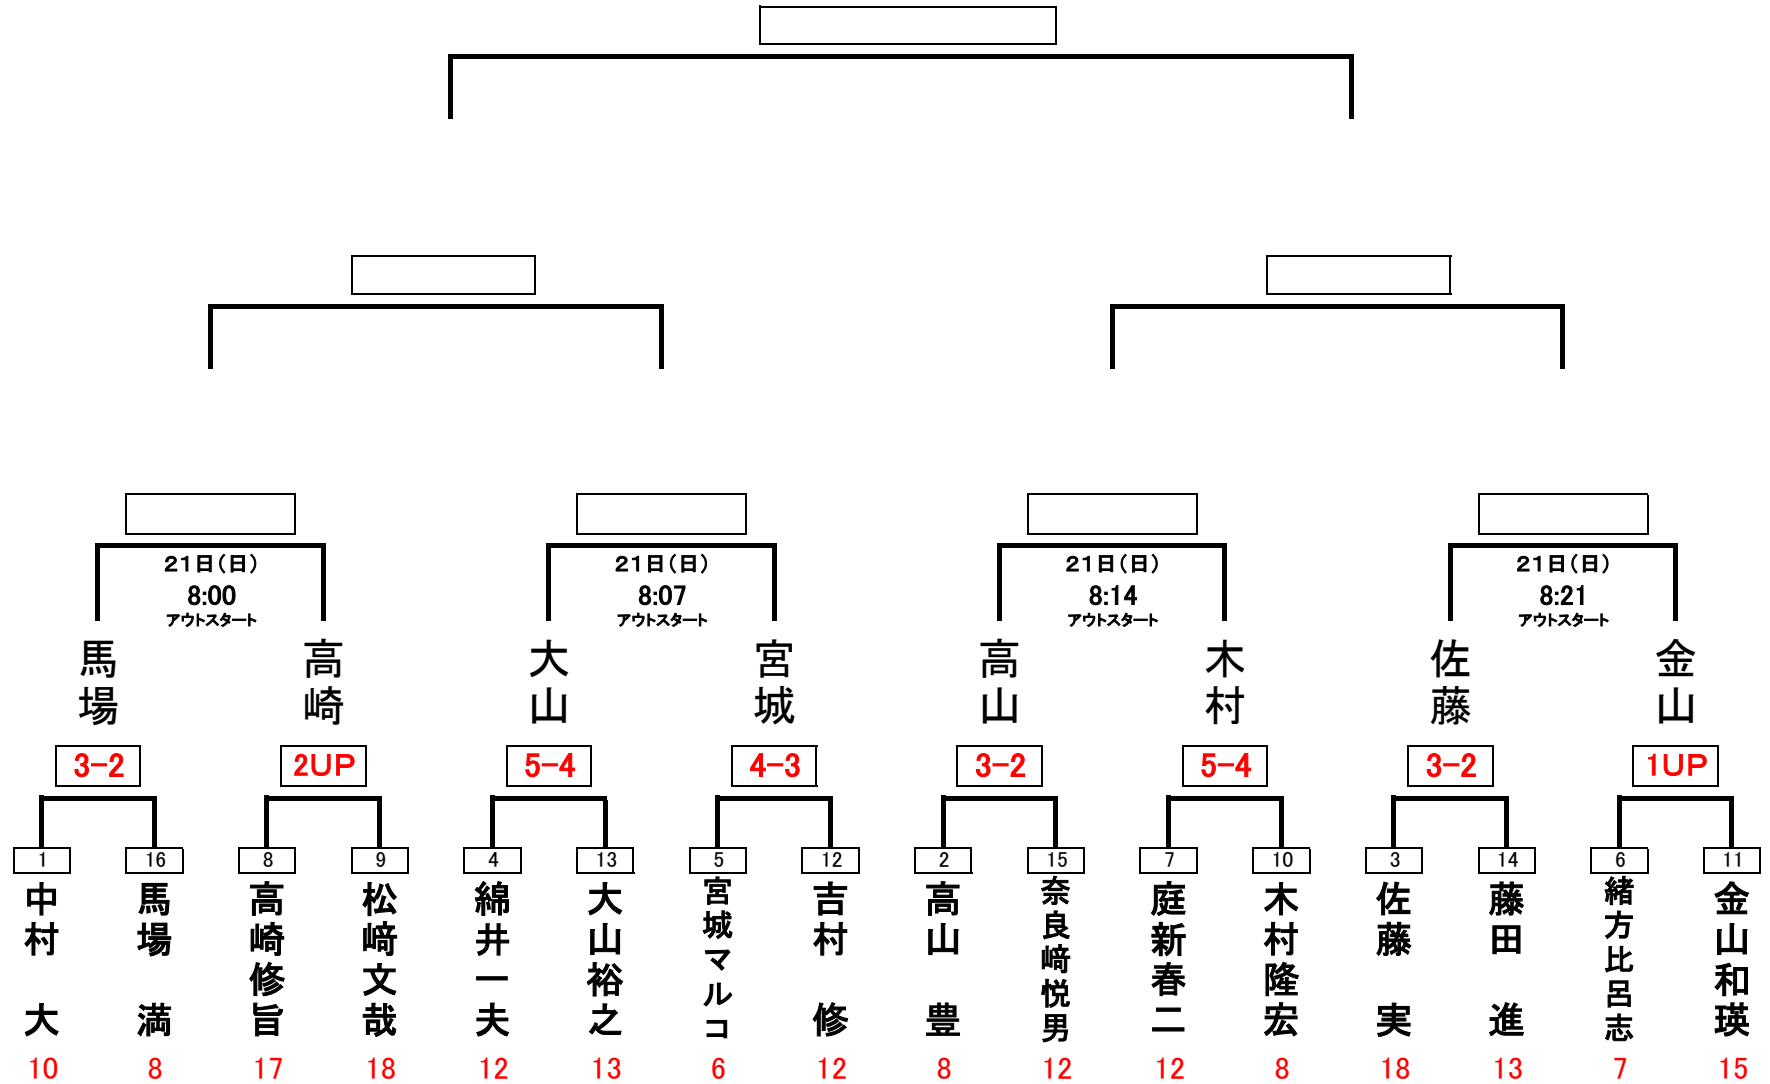 21日(日)
8:00
アウトスタート
21日(日)
8:07
アウトスタート
21日(日)
8:14
アウトスタート
21日(日)
8:21
アウトスタート
馬場
高崎
大山
宮城
高山
木村
佐藤
金山
3-2
2UP
5-4
4-3
3-2
5-4
3-2
1UP
1
16
8
9
4
13
5
12
2
15
7
10
3
14
6
11
中村 大
馬場 満
高崎修旨
松﨑文哉
綿井一夫
大山裕之
宮城マルコ
吉村 修
高山 豊
奈良﨑悦男
庭新春二
木村隆宏
佐藤 実
藤田 進
緒方比呂志
金山和瑛
10
8
17
18
12
13
6
12
8
12
12
8
18
13
7
15